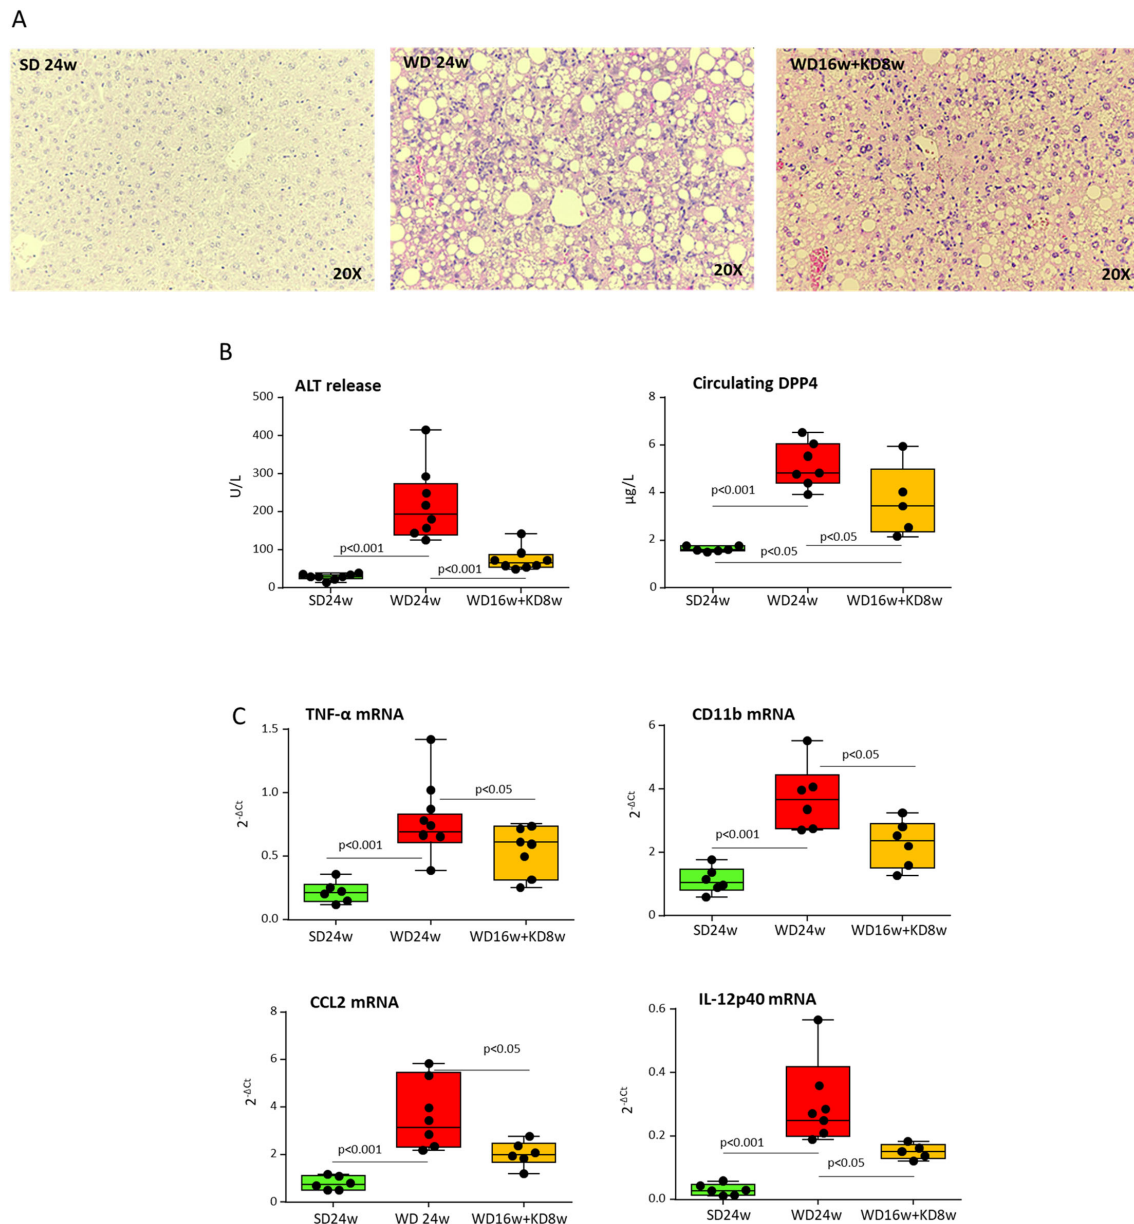 A
SD 24w
WD 24w
WD16w+KD8w
20X
20X
20X
B
ALT release
U/L
500
400
300
200
100
0
p<0.001
p<0.001
SD24w
WD24w
WD16w+KD8w
Circulating DPP4
µg/L
8
6
4
2
0
p<0.001
p<0.05
p<0.05
SD24w
WD24w
WD16w+KD8w
C
TNF-α mRNA
2^-ΔCt
1.5
1.0
0.5
0.0
p<0.001
p<0.05
SD24w
WD24w
WD16w+KD8w
CD11b mRNA
2^-ΔCt
6
4
2
0
p<0.001
p<0.05
SD24w
WD24w
WD16w+KD8w
CCL2 mRNA
2^-ΔCt
8
6
4
2
0
p<0.001
p<0.05
SD24w
WD 24w
WD16w+KD8w
IL-12p40 mRNA
2^-ΔCt
0.6
0.4
0.2
0.0
p<0.001
p<0.05
SD24w
WD24w
WD16w+KD8w